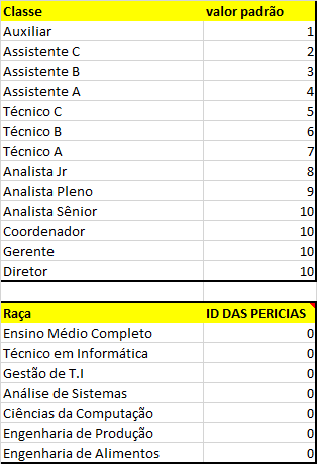 Classe valor padrão
Auxiliar 1
Assistente C 2
Assistente B 3
Assistente A 4
Técnico C 5
Técnico B 6
Técnico A 7
Analista Jr 8
Analista Pleno 9
Analista Sênior 10
Coordenador 10
Gerente 10
Diretor 10
Raça ID DAS PERICIAS
Ensino Médio Completo 0
Técnico em Informática 0
Gestão de T.I 0
Análise de Sistemas 0
Ciências da Computação 0
Engenharia de Produção 0
Engenharia de Alimentos 0